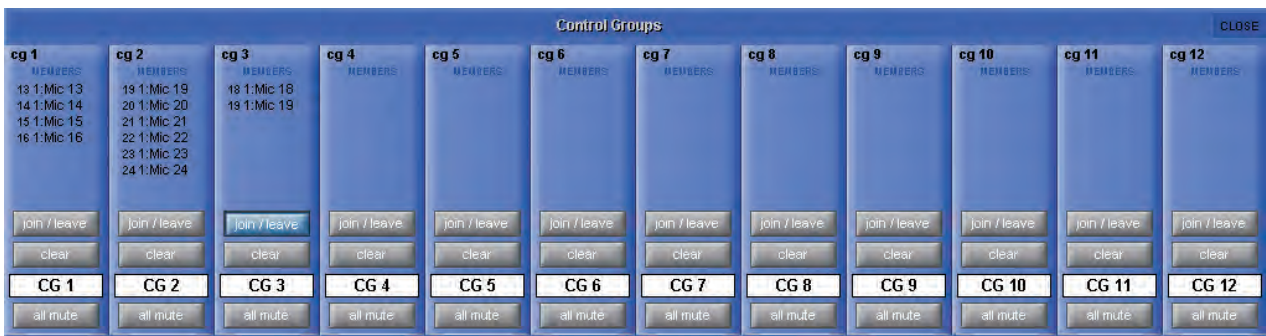 Control Groups
CLOSE
cg 1
MEMBERS
13 1:Mic 13
14 1:Mic 14
15 1:Mic 15
16 1:Mic 16
join / leave
clear
CG 1
all mute
cg 2
MEMBERS
19 1:Mic 19
20 1:Mic 20
21 1:Mic 21
22 1:Mic 22
23 1:Mic 23
24 1:Mic 24
join / leave
clear
CG 2
all mute
cg 3
MEMBERS
18 1:Mic 18
19 1:Mic 19
join / leave
clear
CG 3
all mute
cg 4
MEMBERS
join / leave
clear
CG 4
all mute
cg 5
MEMBERS
join / leave
clear
CG 5
all mute
cg 6
MEMBERS
join / leave
clear
CG 6
all mute
cg 7
MEMBERS
join / leave
clear
CG 7
all mute
cg 8
MEMBERS
join / leave
clear
CG 8
all mute
cg 9
MEMBERS
join / leave
clear
CG 9
all mute
cg 10
MEMBERS
join / leave
clear
CG 10
all mute
cg 11
MEMBERS
join / leave
clear
CG 11
all mute
cg 12
MEMBERS
join / leave
clear
CG 12
all mute